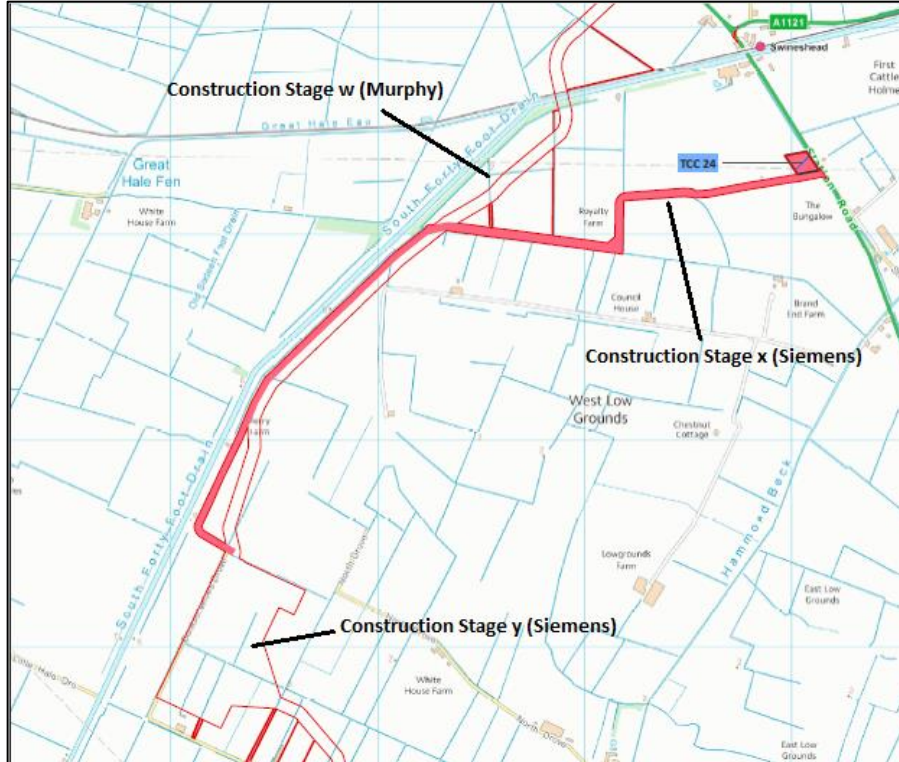 A1121
Swineshead
First
Cattle
Holme
Construction Stage w (Murphy)
Great Hale Eau
South Forty Foot Drain
Great
Hale Fen
TCC 24
Station Road
White
House Farm
Royalty
Farm
The
Bungalow
Council
House
Brand
End Farm
Construction Stage x (Siemens)
West Low
Grounds
Chestnut
Cottage
Hammond Beck
South Forty Foot Drain
Lowgrounds
Farm
North Drove
East Low
Grounds
Construction Stage y (Siemens)
White
House Farm
North Drove
East Low
Grounds